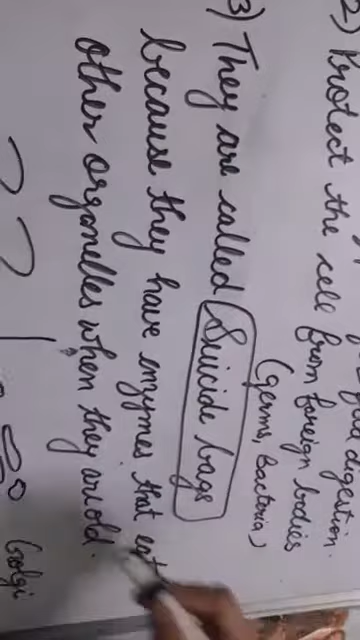 digestion.
2) Protect the cell from foreign bodies
(germs, Bacteria)
3) They are called Suicide bags
because they have enzymes that eat
other organelles when they are old.
Golgi